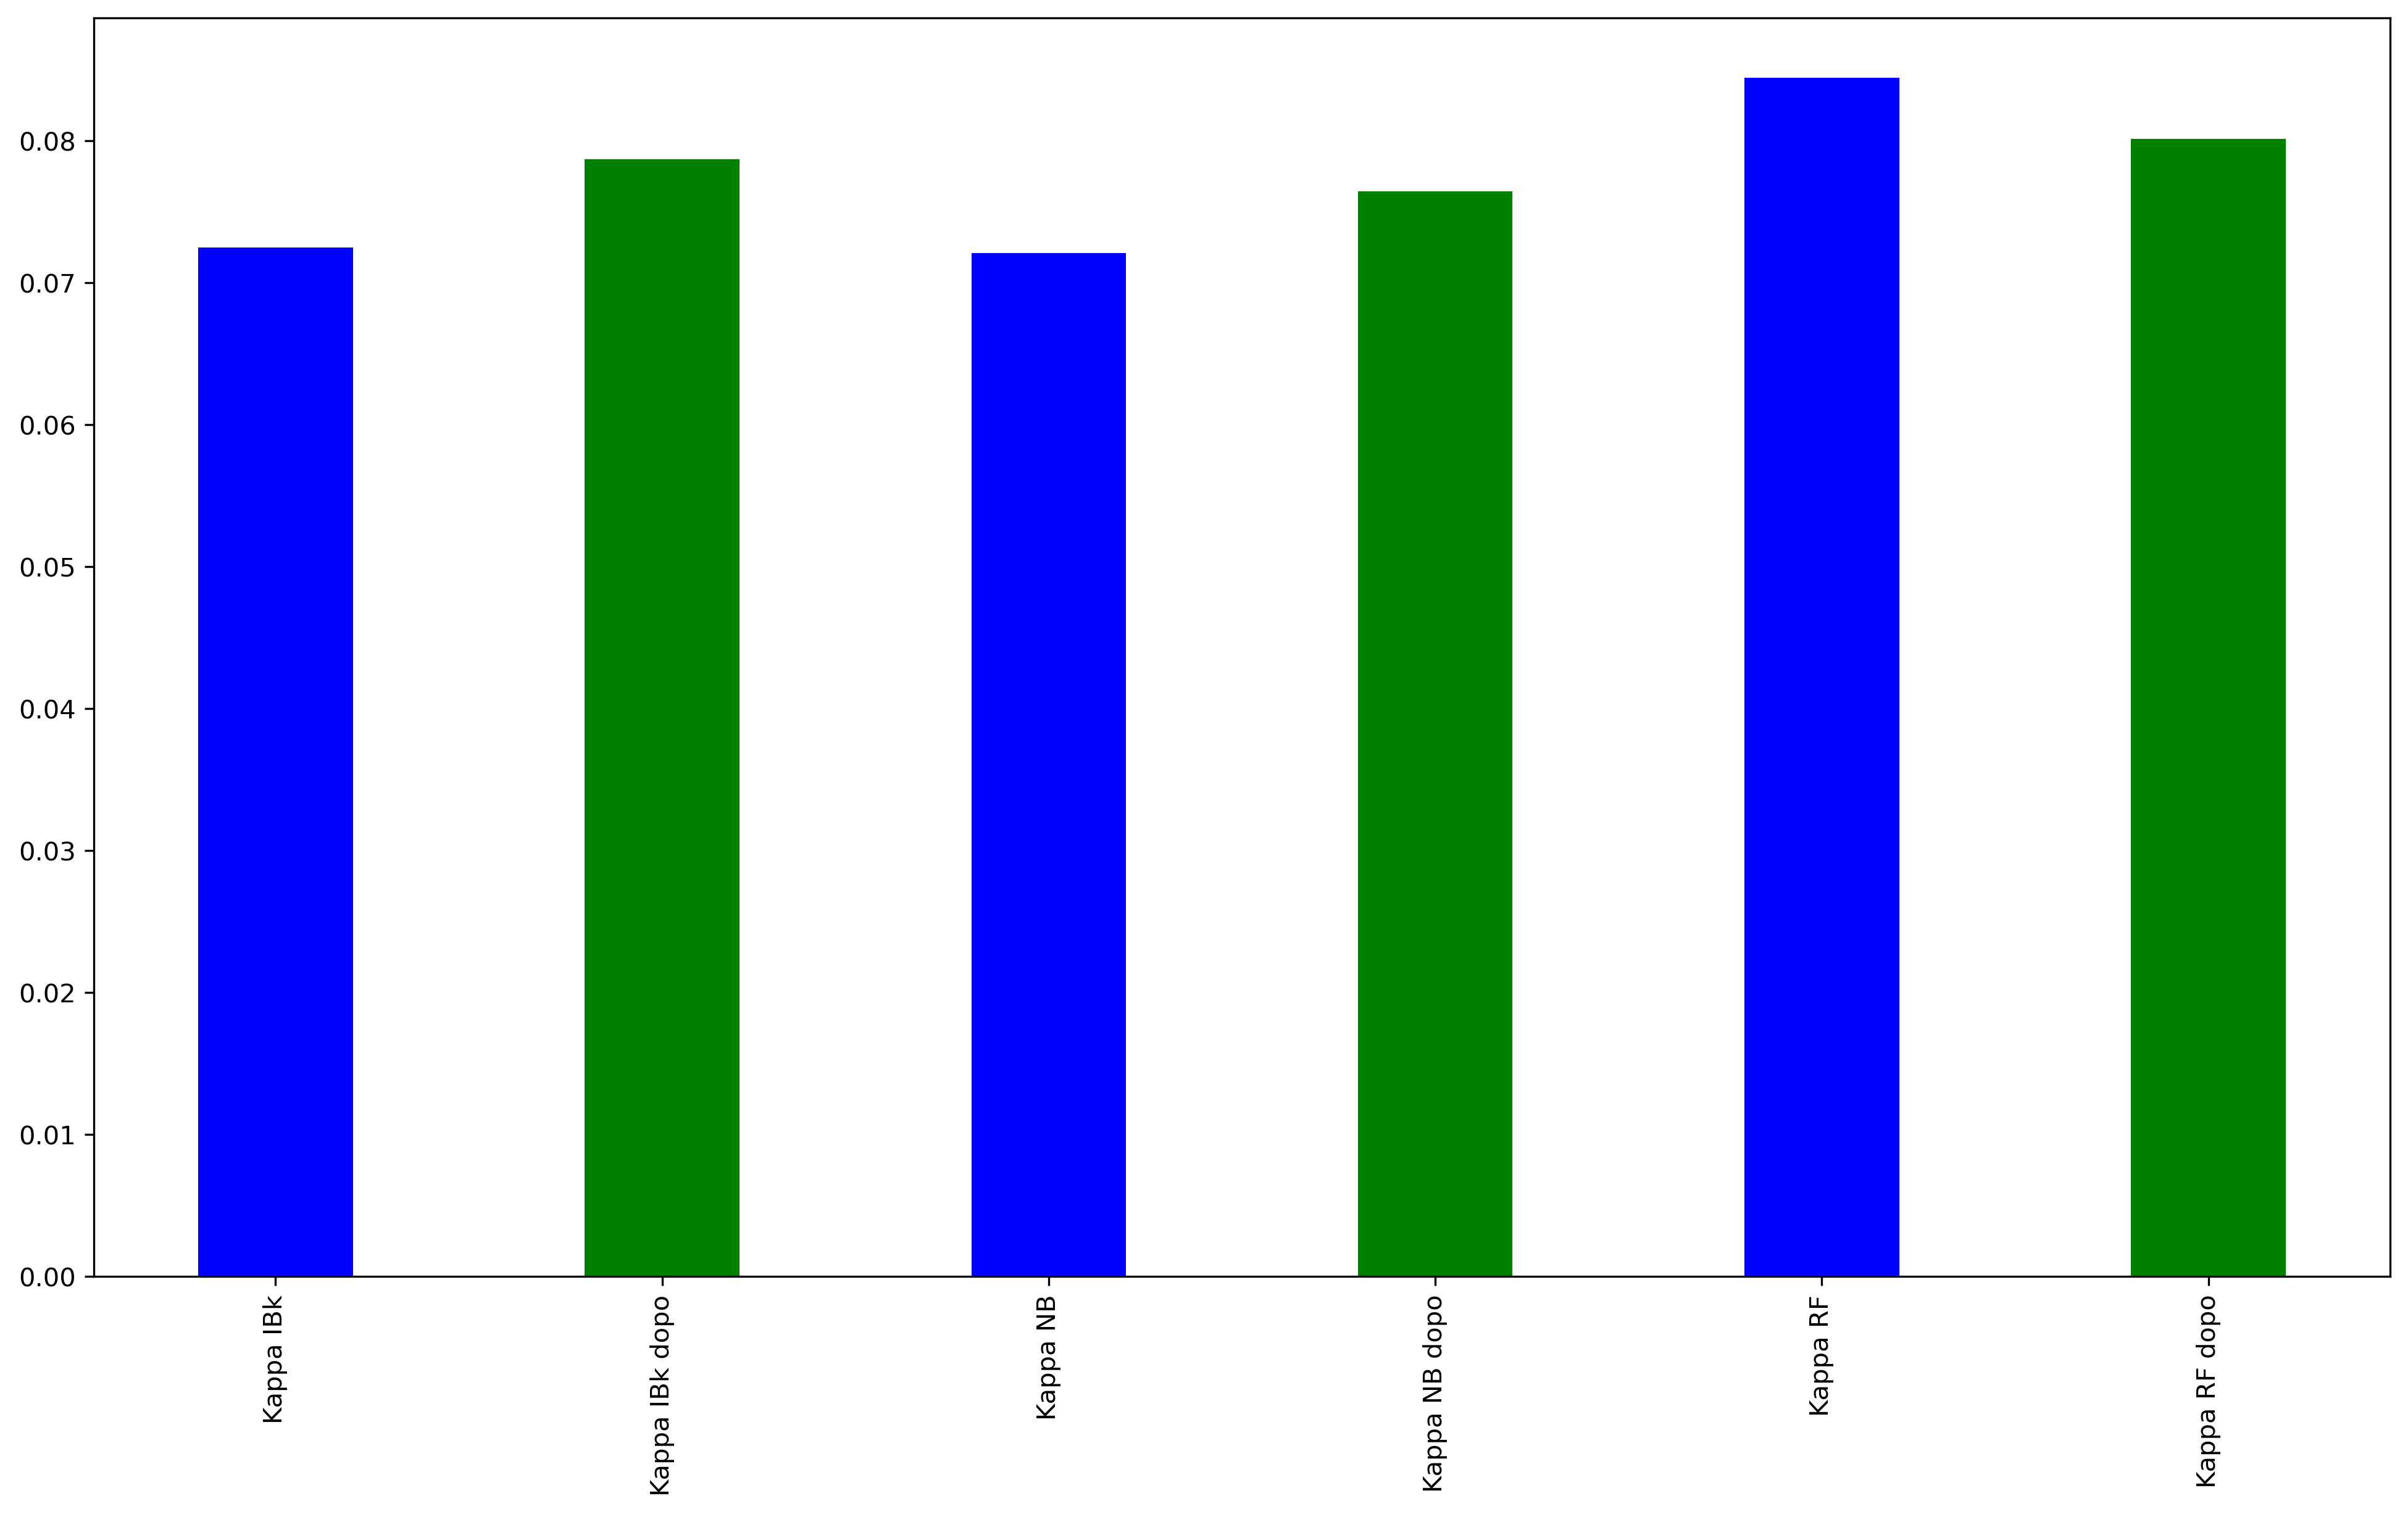 0.08
0.07
0.06
0.05
0.04
0.03
0.02
0.01
0.00
Kappa IBk
Kappa IBk dopo
Kappa NB
Kappa NB dopo
Kappa RF
Kappa RF dopo